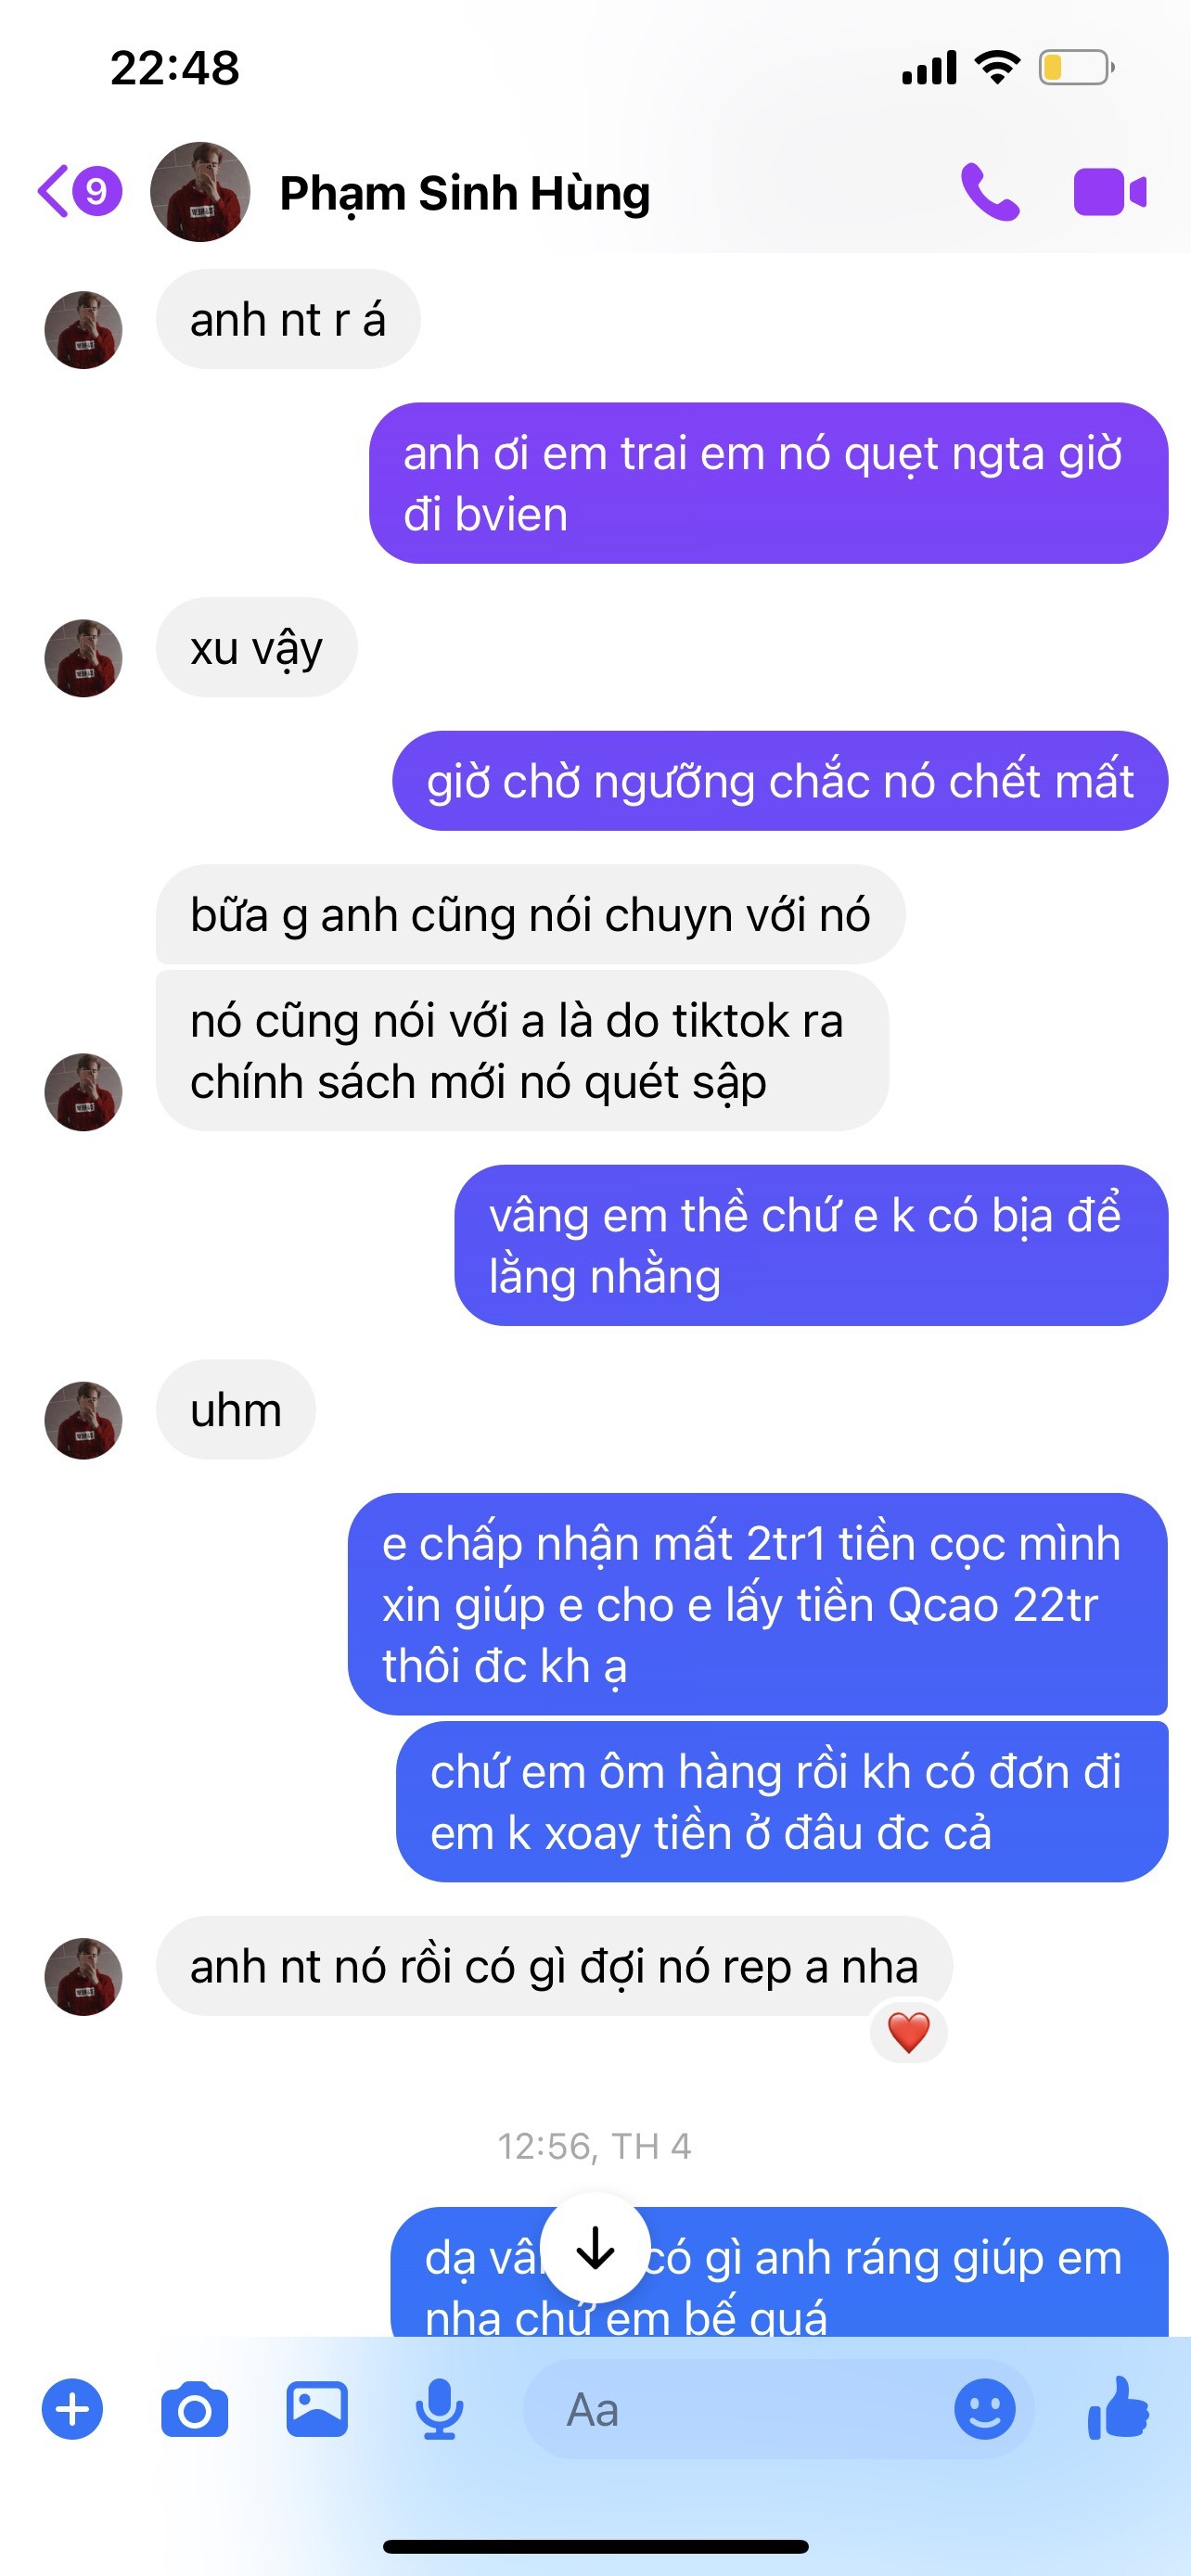 22:48
9
Phạm Sinh Hùng
anh nt r á
anh ơi em trai em nó quẹt ngta giờ
đi bvien
xu vậy
giờ chờ ngưỡng chắc nó chết mất
bữa g anh cũng nói chuyn với nó
nó cũng nói với a là do tiktok ra
chính sách mới nó quét sập
vâng em thề chứ e k có bịa để
lằng nhằng
uhm
e chấp nhận mất 2tr1 tiền cọc mình
xin giúp e cho e lấy tiền Qcao 22tr
thôi đc kh ạ
chứ em ôm hàng rồi kh có đơn đi
em k xoay tiền ở đâu đc cả
anh nt nó rồi có gì đợi nó rep a nha
12:56, TH 4
dạ có gì anh ráng giúp em
nha chứ em bế quá
Aa